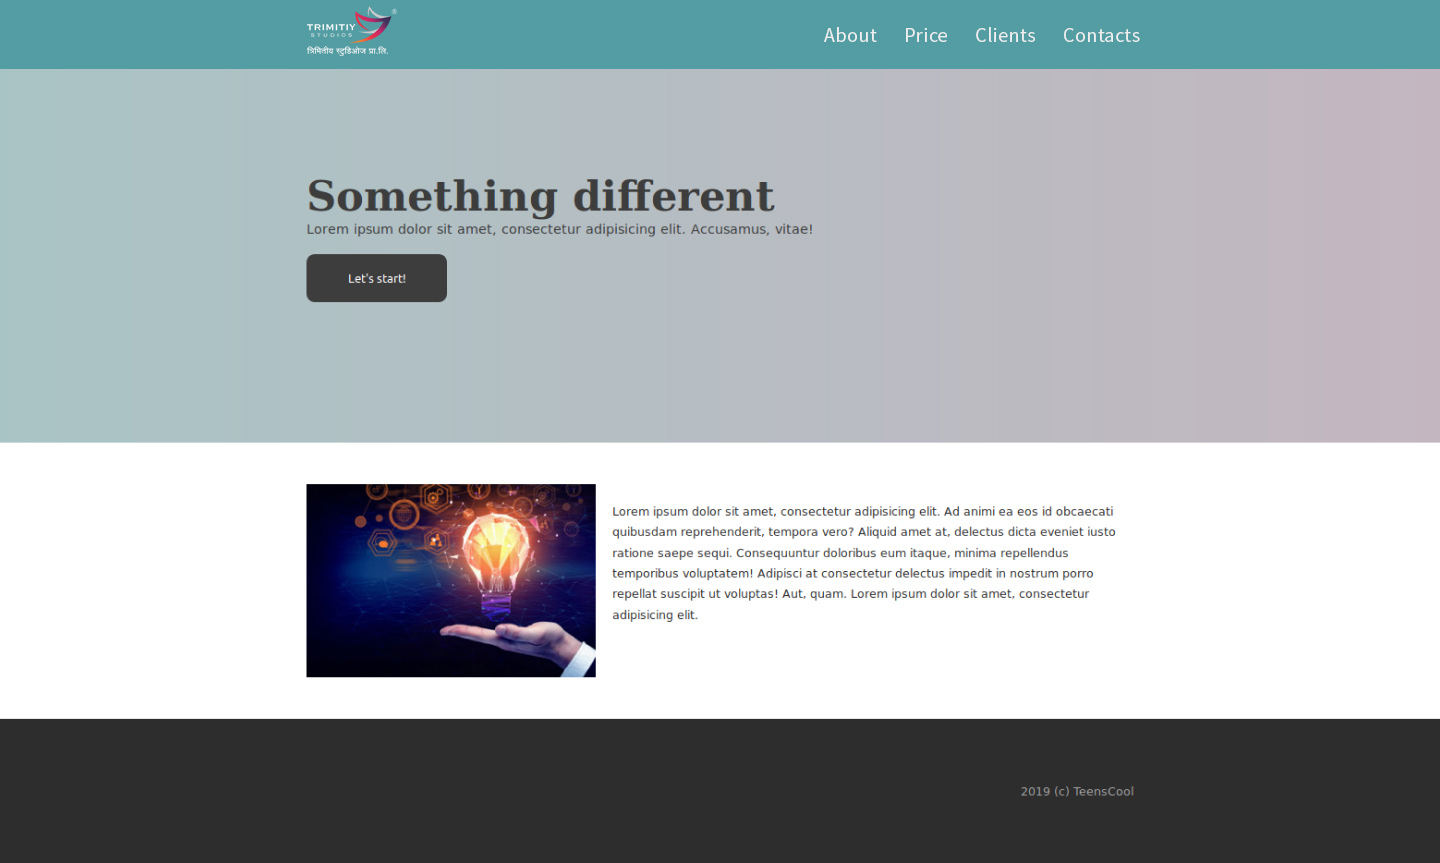 TRIMITIY
STUDIOS
®
त्रिमितीय स्टुडिओज प्रा.लि.
About Price Clients Contacts
Something different
Lorem ipsum dolor sit amet, consectetur adipisicing elit. Accusamus, vitae!
Let's start!
Lorem ipsum dolor sit amet, consectetur adipisicing elit. Ad animi ea eos id obcaecati
quibusdam reprehenderit, tempora vero? Aliquid amet at, delectus dicta eveniet iusto
ratione saepe sequi. Consequuntur doloribus eum itaque, minima repellendus
temporibus voluptatem! Adipisci at consectetur delectus impedit in nostrum porro
repellat suscipit ut voluptas! Aut, quam. Lorem ipsum dolor sit amet, consectetur
adipisicing elit.
2019 (c) TeensCool